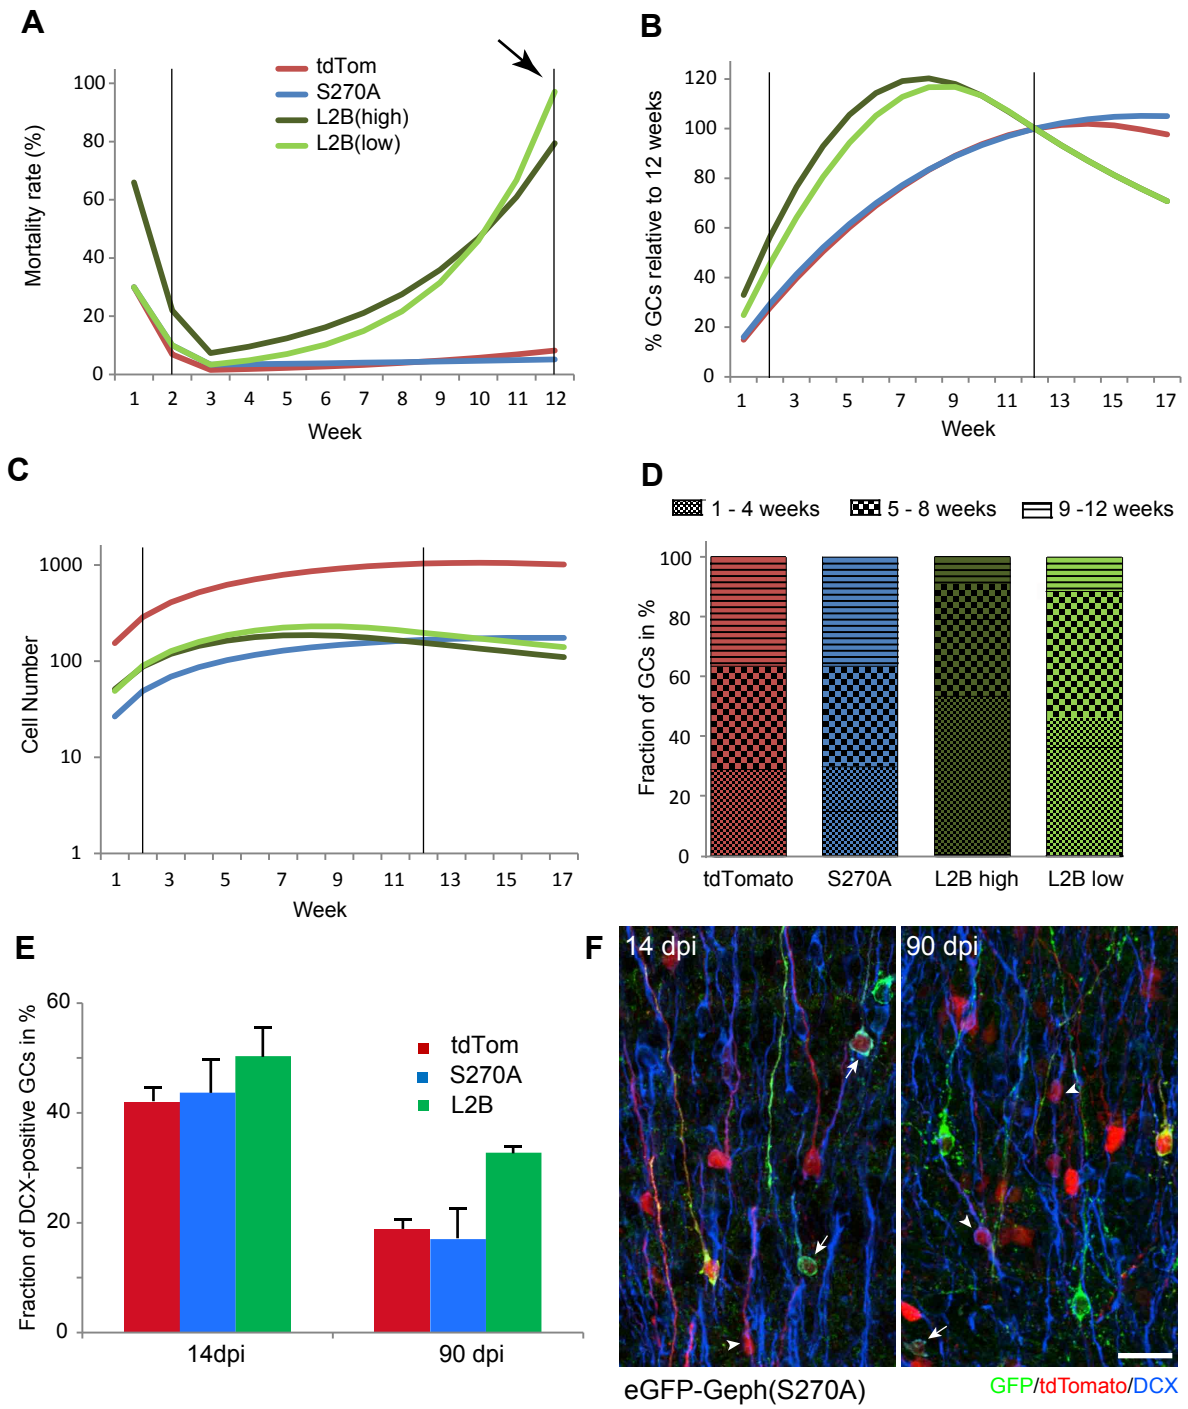 A
tdTom
S270A
L2B(high)
L2B(low)
Mortality rate (%)
100
80
60
40
20
0
1 2 3 4 5 6 7 8 9 10 11 12
Week
B
% GCs relative to 12 weeks
120
100
80
60
40
20
0
1 3 5 7 9 11 13 15 17
Week
C
Cell Number
1000
100
10
1
1 3 5 7 9 11 13 15 17
Week
D
1 - 4 weeks 5 - 8 weeks 9 -12 weeks
Fraction of GCs in %
100
80
60
40
20
0
tdTomato S270A L2B high L2B low
E
Fraction of DCX-positive GCs in %
60
40
20
0
tdTom
S270A
L2B
14dpi 90 dpi
F
14 dpi
90 dpi
eGFP-Geph(S270A)
GFP/tdTomato/DCX